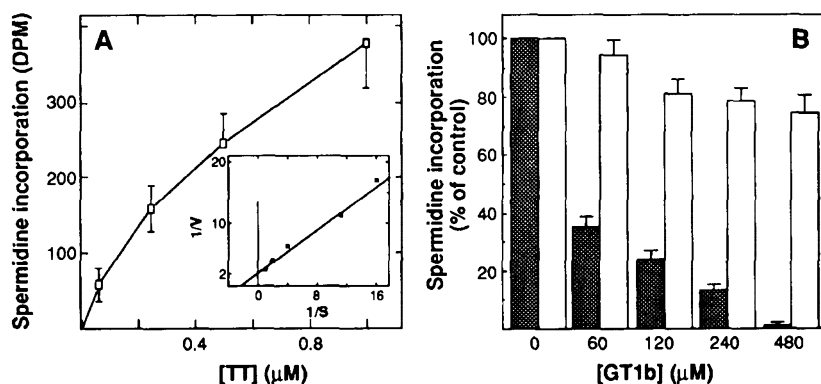 A
Spermidine incorporation (DPM)
300
200
100
0.4
0.8
[TT] (μM)
20
10
2
1/V
0
8
16
1/S
B
Spermidine incorporation
(% of control)
100
80
60
40
20
0
60
120
240
480
[GT1b] (μM)